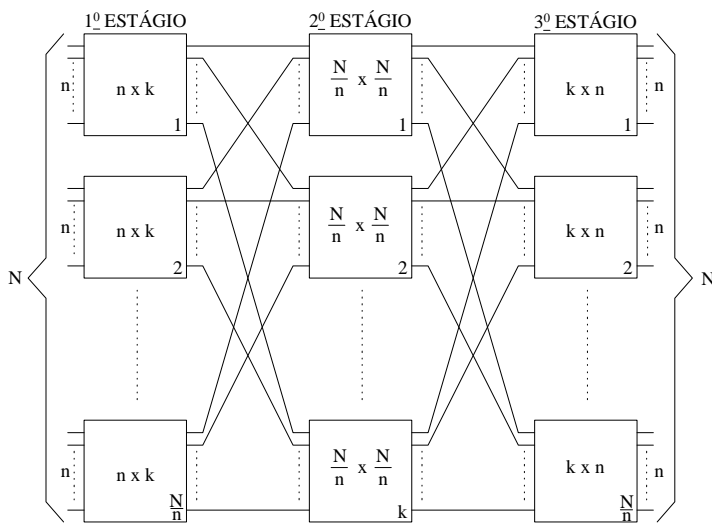 1º ESTÁGIO 2º ESTÁGIO 3º ESTÁGIO
n n x k 1 N/n x N/n 1 k x n 1 n
n n x k 2 N/n x N/n 2 k x n 2 n
N N
n n x k N/n N/n x N/n k k x n N/n n